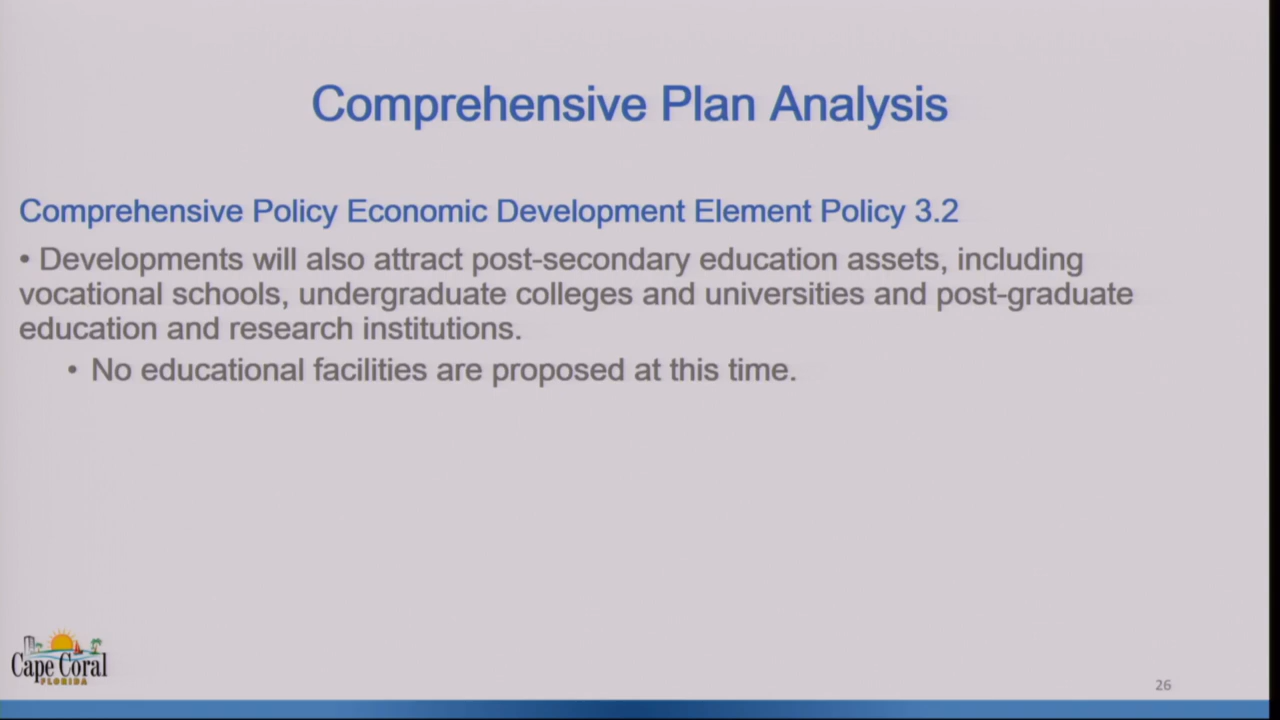 Comprehensive Plan Analysis
Comprehensive Policy Economic Development Element Policy 3.2
• Developments will also attract post-secondary education assets, including
vocational schools, undergraduate colleges and universities and post-graduate
education and research institutions.
• No educational facilities are proposed at this time.
Cape Coral
FLORIDA
26